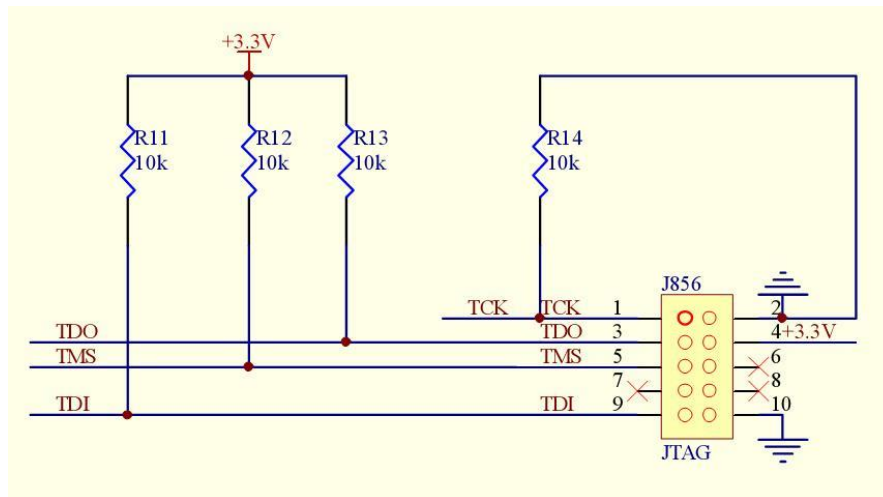 +3.3V
R11 R12 R13 R14
10k 10k 10k 10k
J856
TCK TCK 1 2
TDO TDO 3 4 +3.3V
TMS TMS 5 6
7 8
TDI TDI 9 10
JTAG